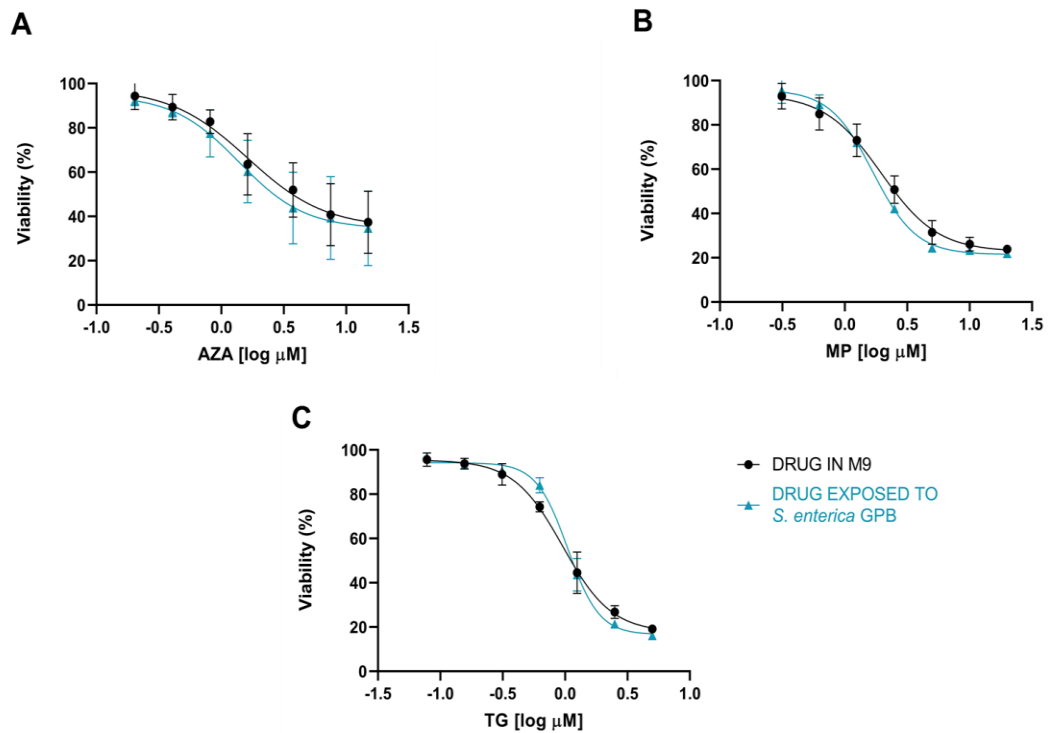 A
100
80
60
40
20
0
Viability (%)
-1.0 -0.5 0.0 0.5 1.0 1.5
AZA [log μM]
B
100
80
60
40
20
0
Viability (%)
-1.0 -0.5 0.0 0.5 1.0 1.5
MP [log μM]
C
100
80
60
40
20
0
Viability (%)
-1.5 -1.0 -0.5 0.0 0.5 1.0
TG [log μM]
DRUG IN M9
DRUG EXPOSED TO
S. enterica GPB